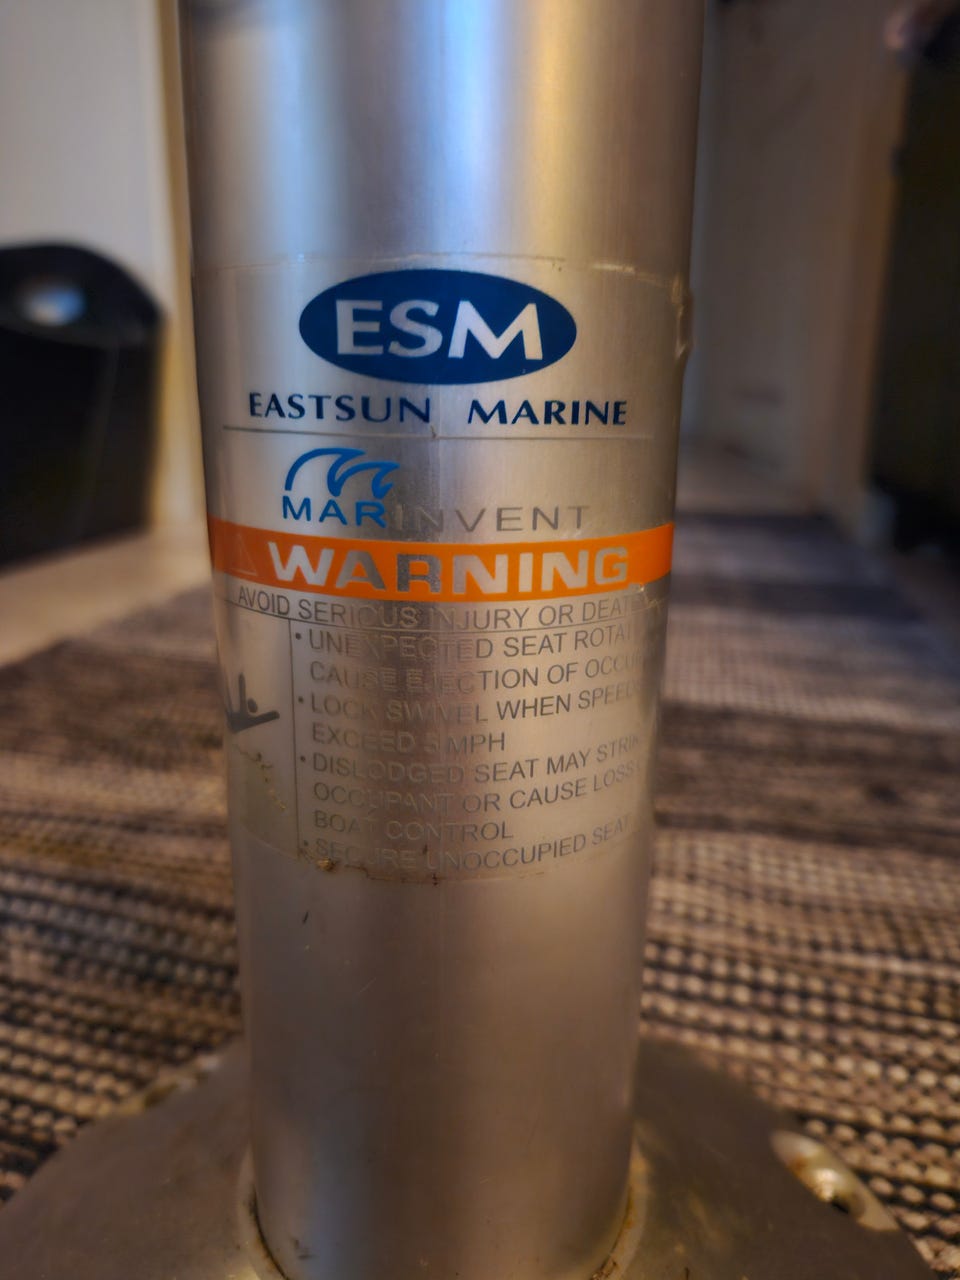 ESM
EASTSUN MARINE
MARINVENT
WARNING
AVOID SERIOUS INJURY OR
• UNEXPECTED SEAT
CAUSE EJECTION OF
• LOCK SWIVEL WHEN
EXCEED 5 MPH
• DISLODGED SEAT MAY
OCCUPANT OR CAUSE LOSS
BOAT CONTROL
• SECURE UNOCCUPIED SEAT